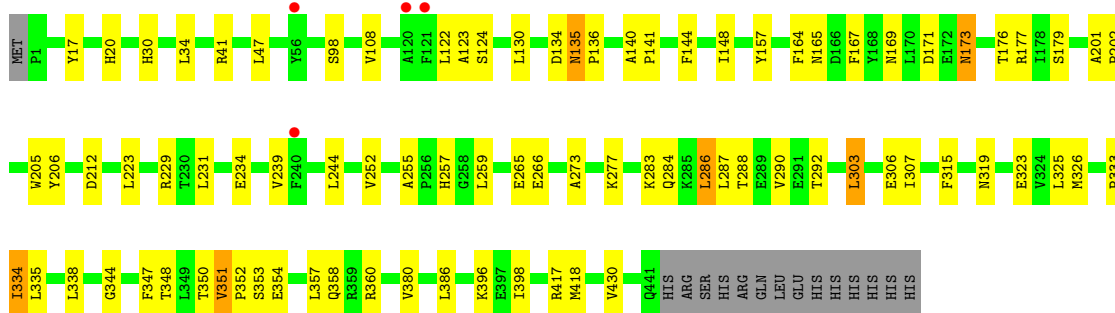 MET P1 Y17 H20 H30 L34 R41 L47 Y56 S98 V108 A120 F121 L122 A123 S124 L130 D134 N135 P136 A140 P141 F144 I148 Y157 F164 N165 D166 F167 Y168 N169 L170 D171 E172 N173 T176 R177 I178 S179 A201 P202
W205 Y206 D212 L223 R229 T230 L231 E234 V239 F240 L244 V252 A255 P256 H257 G258 L259 E265 E266 A273 K277 K283 Q284 K285 L286 L287 T288 E289 V290 E291 T292 L303 E306 I307 F315 N319 E323 V324 L325 M326
I334 L335 L338 G344 F347 T348 L349 T350 V351 P352 S353 E354 L357 Q358 R359 R360 V380 L386 K396 E397 I398 R417 M418 V430 Q441 HIS ARG SER HIS ARG GLN LEU GLU HIS HIS HIS HIS HIS HIS